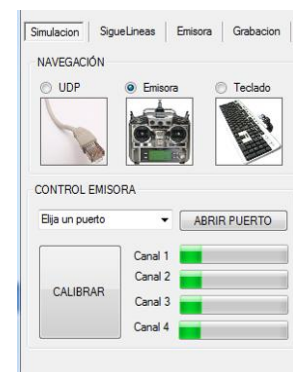 Simulacion SigueLineas Emisora Grabacion
NAVEGACIÓN
UDP Emisora Teclado
CONTROL EMISORA
Elija un puerto ABRIR PUERTO
CALIBRAR
Canal 1
Canal 2
Canal 3
Canal 4